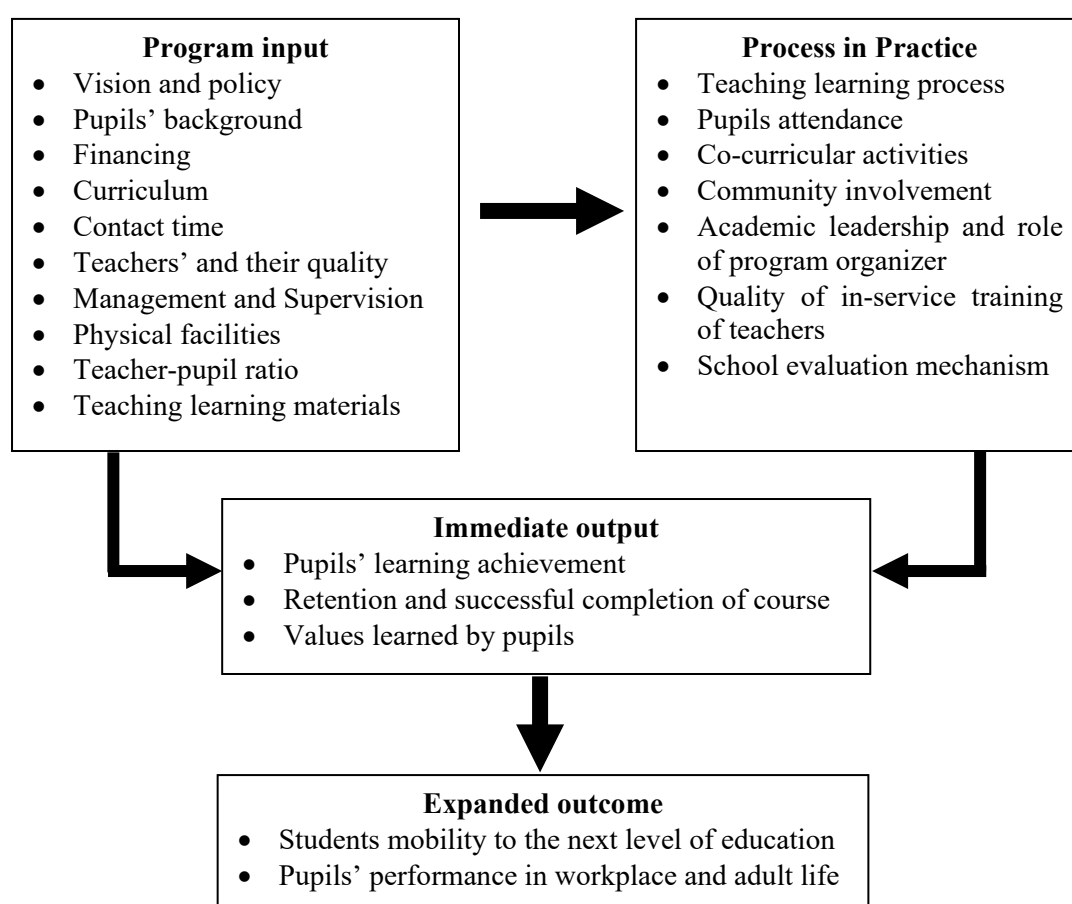 Program input
• Vision and policy
• Pupils’ background
• Financing
• Curriculum
• Contact time
• Teachers’ and their quality
• Management and Supervision
• Physical facilities
• Teacher-pupil ratio
• Teaching learning materials
Process in Practice
• Teaching learning process
• Pupils attendance
• Co-curricular activities
• Community involvement
• Academic leadership and role
of program organizer
• Quality of in-service training
of teachers
• School evaluation mechanism
Immediate output
• Pupils’ learning achievement
• Retention and successful completion of course
• Values learned by pupils
Expanded outcome
• Students mobility to the next level of education
• Pupils’ performance in workplace and adult life